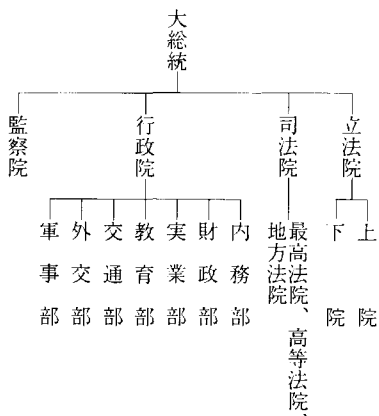 大総統
立法院
上院
下院
司法院
最高法院、高等法院、
地方法院
行政院
内務部
財政部
実業部
教育部
交通部
外交部
軍事部
監察院